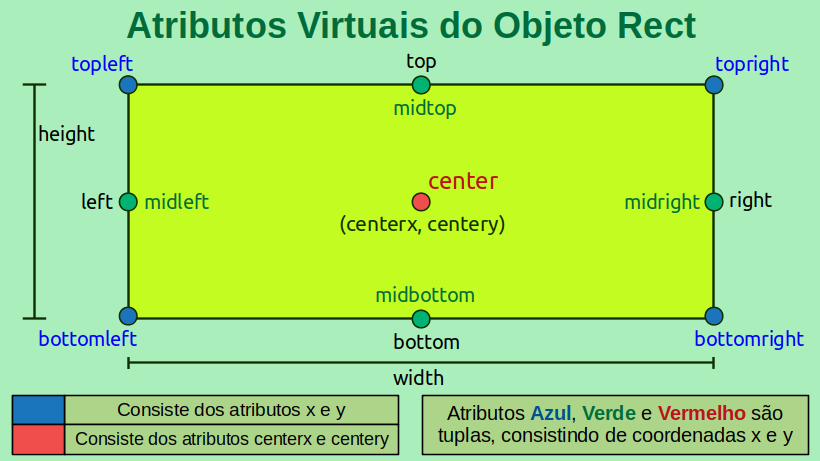 Atributos Virtuais do Objeto Rect
topleft
top
topright
midtop
height
center
left
midleft
midright
right
(centerx, centery)
midbottom
bottomleft
bottom
bottomright
width
Consiste dos atributos x e y
Consiste dos atributos centerx e centery
Atributos Azul, Verde e Vermelho são
tuplas, consistindo de coordenadas x e y